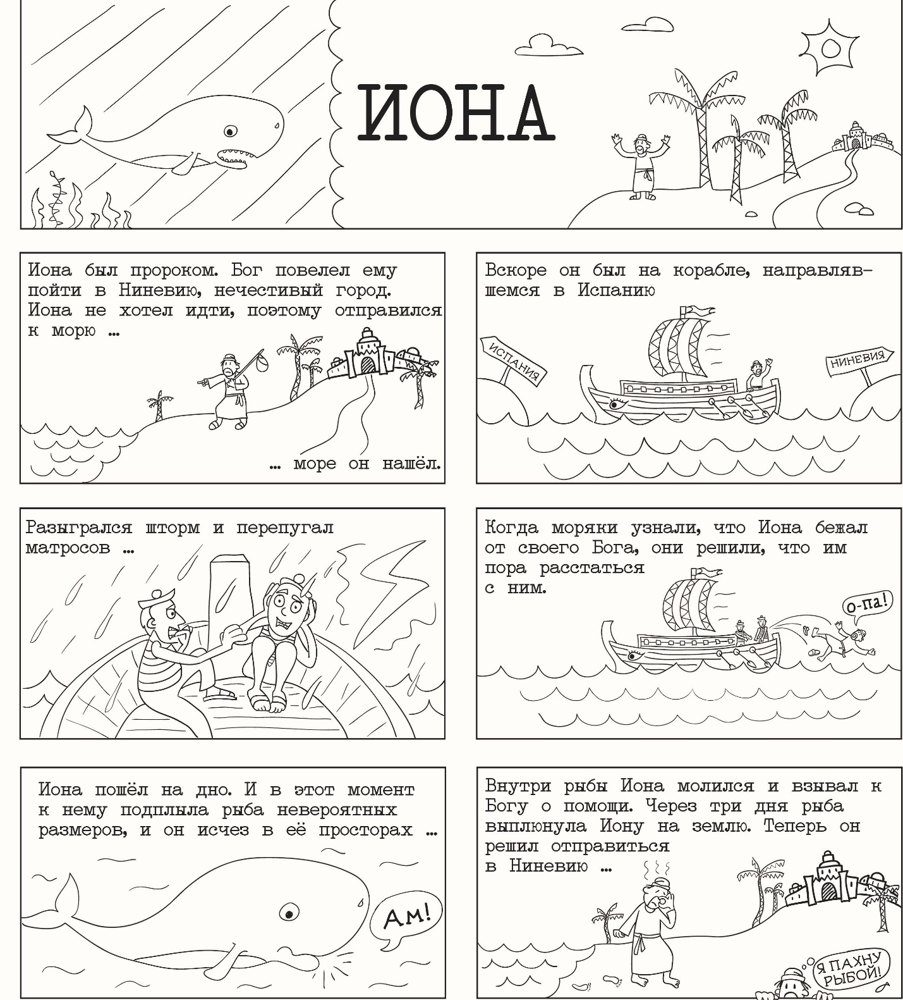 ИОНА
Иона был пророком. Бог повелел ему
пойти в Ниневию, нечестивый город.
Иона не хотел идти, поэтому отправился
к морю ...
... море он нашёл.
Вскоре он был на корабле, направляв-
шемся в Испанию
ИСПАНИЯ
НИНЕВИЯ
Разыгрался шторм и перепугал
матросов ...
Когда моряки узнали, что Иона бежал
от своего Бога, они решили, что им
пора расстаться
с ним.
о-па!
Иона пошёл на дно. И в этот момент
к нему подплыла рыба невероятных
размеров, и он исчез в её просторах ...
Ам!
Внутри рыбы Иона молился и взывал к
Богу о помощи. Через три дня рыба
выплюнула Иону на землю. Теперь он
решил отправиться
в Ниневию ...
Я ПАХНУ
РЫБОЙ!